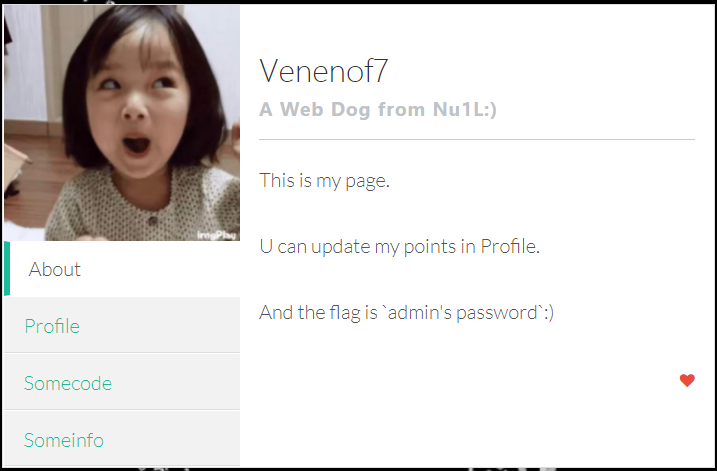 Venenof7
A Web Dog from Nu1L:)
This is my page.
U can update my points in Profile.
And the flag is `admin's password`:)
imgPlay
About
Profile
Somecode
Someinfo